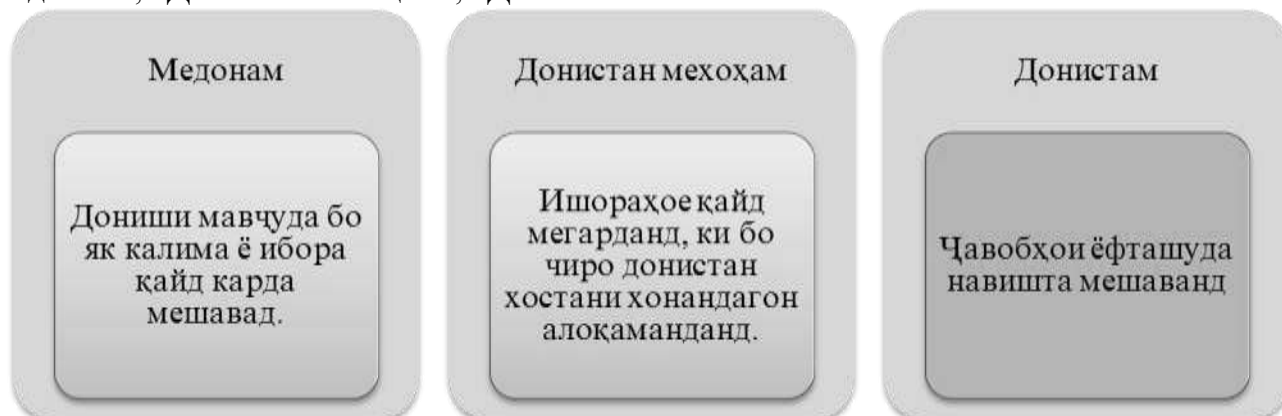 Медонам
Дониши мавҷуда бо
як калима ё ибора
қайд карда
мешавад.
Донистан мехоҳам
Ишораҳое қайд
мегарданд, ки бо
чиро донистан
хостани хонандагон
алоқаманданд.
Донистам
Ҷавобҳои ёфташуда
навишта мешаванд